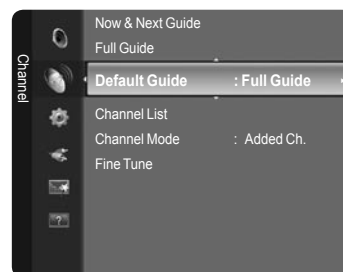 Channel
Now & Next Guide
Full Guide
Default Guide : Full Guide
Channel List
Channel Mode : Added Ch.
Fine Tune
?